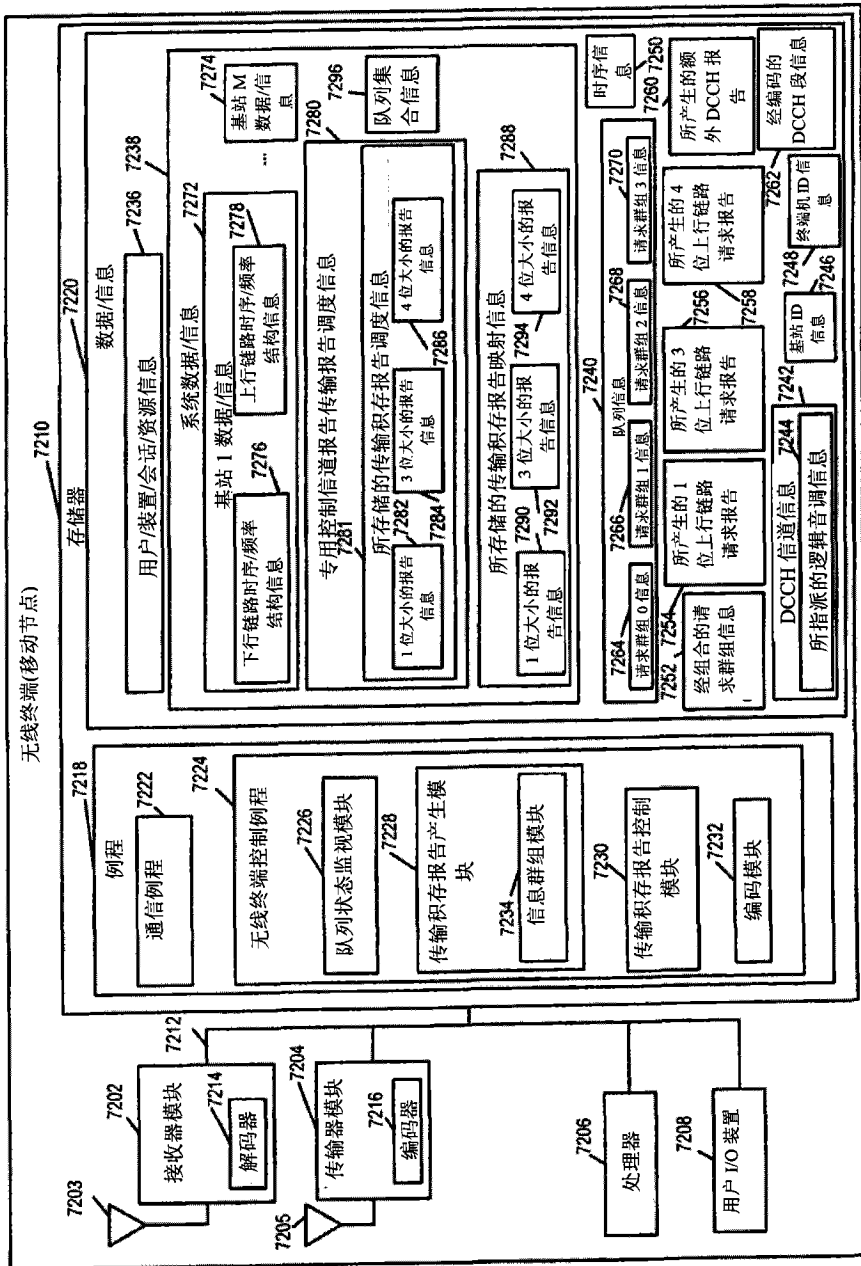 无线终端(移动节点)
7210
7203
7202
接收器模块
7214
解码器
7212
7205
7204
传输器模块
7216
编码器
7206
处理器
7208
用户 I/O 装置
7220
存储器
7218
例程
7222
通信例程
7224
无线终端控制例程
7226
队列状态监视模块
7228
传输积存报告产生模
块
7234
信息群组模块
7230
传输积存报告控制
模块
7232
编码模块
数据/信息
7236
用户/装置/会话/资源信息
7238
系统数据/信息
7272
基站 1 数据/信息
7276
下行链路时序/频率
结构信息
7278
上行链路时序/频率
结构信息
...
7274
基站 M
数据/信
息
7280
专用控制信道报告传输报告调度信息
7281
所存储的传输积存报告调度信息
7282
1 位大小的报告
信息
7284
3 位大小的报告
信息
7286
4 位大小的报告
信息
7296
队列集
合信息
7288
所存储的传输积存报告映射信息
7290
1 位大小的报
告信息
7292
3 位大小的报
告信息
7294
4 位大小的报
告信息
7240
队列信息
7264
请求群组 0 信息
7266
请求群组 1 信息
7268
请求群组 2 信息
7270
请求群组 3 信息
7250
时序信
息
7252
经组合的请
求群组信息
7254
所产生的 1
位上行链路
请求报告
7256
所产生的 3
位上行链路
请求报告
7258
所产生的 4
位上行链路
请求报告
7260
所产生的额
外 DCCH 报
告
7242
DCCH 信道信息
7244
所指派的逻辑音调信息
7246
基站 ID
信息
7248
终端机 ID 信
息
7262
经编码的
DCCH 段信息